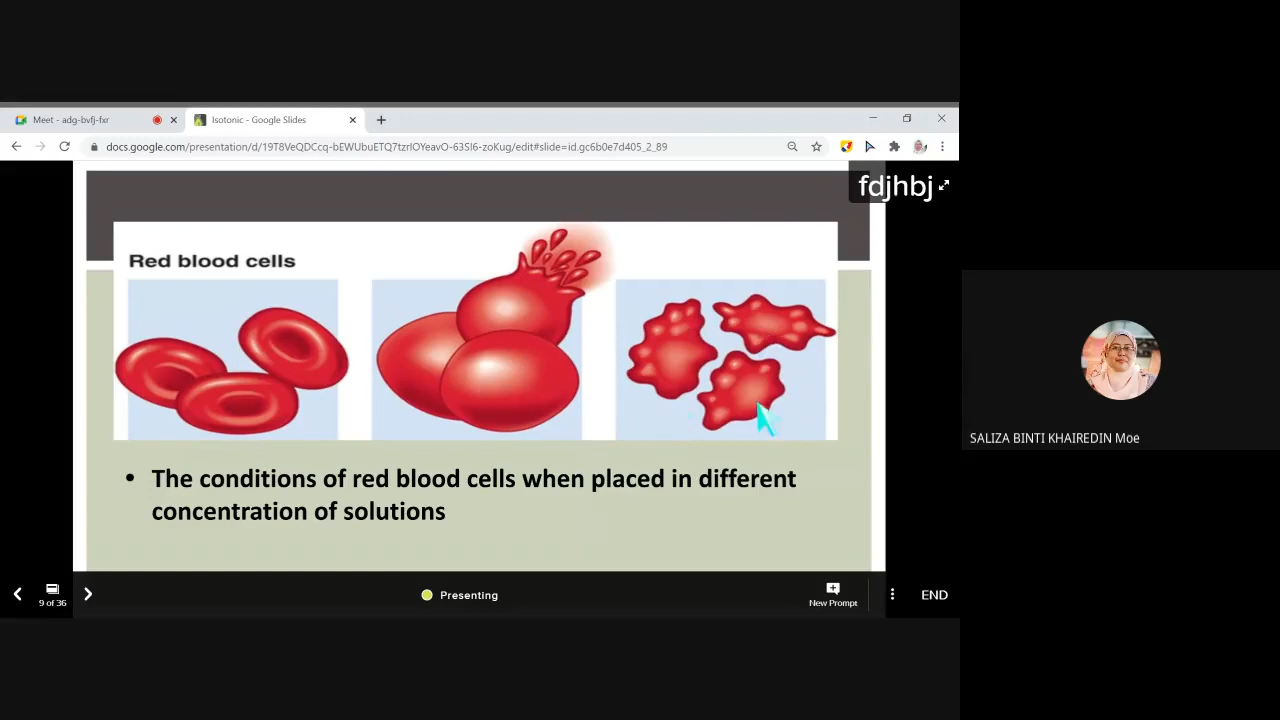 Meet - adg-bvfj-fxr
Isotonic - Google Slides
docs.google.com/presentation/d/19T8VeQDCcq-bEWUbuETQ7tzrIOYeavO-63SI6-zoKug/edit#slide=id.gc6b0e7d405_2_89
fdjhbj
Red blood cells
• The conditions of red blood cells when placed in different
concentration of solutions
9 of 36
Presenting
New Prompt
END
SALIZA BINTI KHAIREDIN Moe